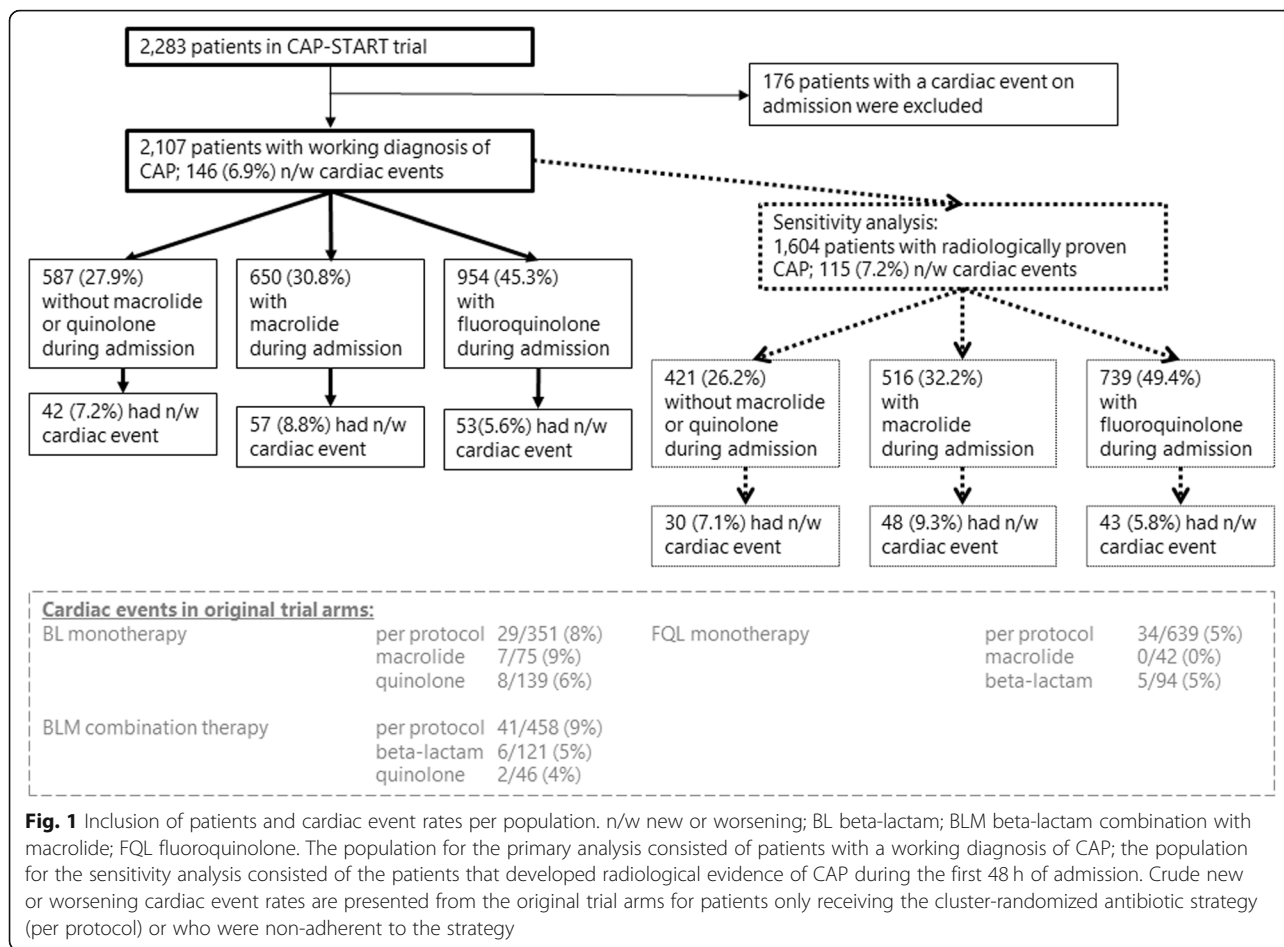 2,283 patients in CAP-START trial
176 patients with a cardiac event on
admission were excluded
2,107 patients with working diagnosis of
CAP; 146 (6.9%) n/w cardiac events
Sensitivity analysis:
1,604 patients with radiologically proven
CAP; 115 (7.2%) n/w cardiac events
587 (27.9%)
without macrolide
or quinolone
during admission
650 (30.8%)
with
macrolide
during admission
954 (45.3%)
with
fluoroquinolone
during admission
42 (7.2%) had n/w
cardiac event
57 (8.8%) had n/w
cardiac event
53(5.6%) had n/w
cardiac event
421 (26.2%)
without macrolide
or quinolone
during admission
516 (32.2%)
with
macrolide
during admission
739 (49.4%)
with
fluoroquinolone
during admission
30 (7.1%) had n/w
cardiac event
48 (9.3%) had n/w
cardiac event
43 (5.8%) had n/w
cardiac event
Cardiac events in original trial arms:
BL monotherapy per protocol 29/351 (8%) FQL monotherapy per protocol 34/639 (5%)
macrolide 7/75 (9%) macrolide 0/42 (0%)
quinolone 8/139 (6%) beta-lactam 5/94 (5%)
BLM combination therapy per protocol 41/458 (9%)
beta-lactam 6/121 (5%)
quinolone 2/46 (4%)
Fig. 1 Inclusion of patients and cardiac event rates per population. n/w new or worsening; BL beta-lactam; BLM beta-lactam combination with
macrolide; FQL fluoroquinolone. The population for the primary analysis consisted of patients with a working diagnosis of CAP; the population
for the sensitivity analysis consisted of the patients that developed radiological evidence of CAP during the first 48 h of admission. Crude new
or worsening cardiac event rates are presented from the original trial arms for patients only receiving the cluster-randomized antibiotic strategy
(per protocol) or who were non-adherent to the strategy